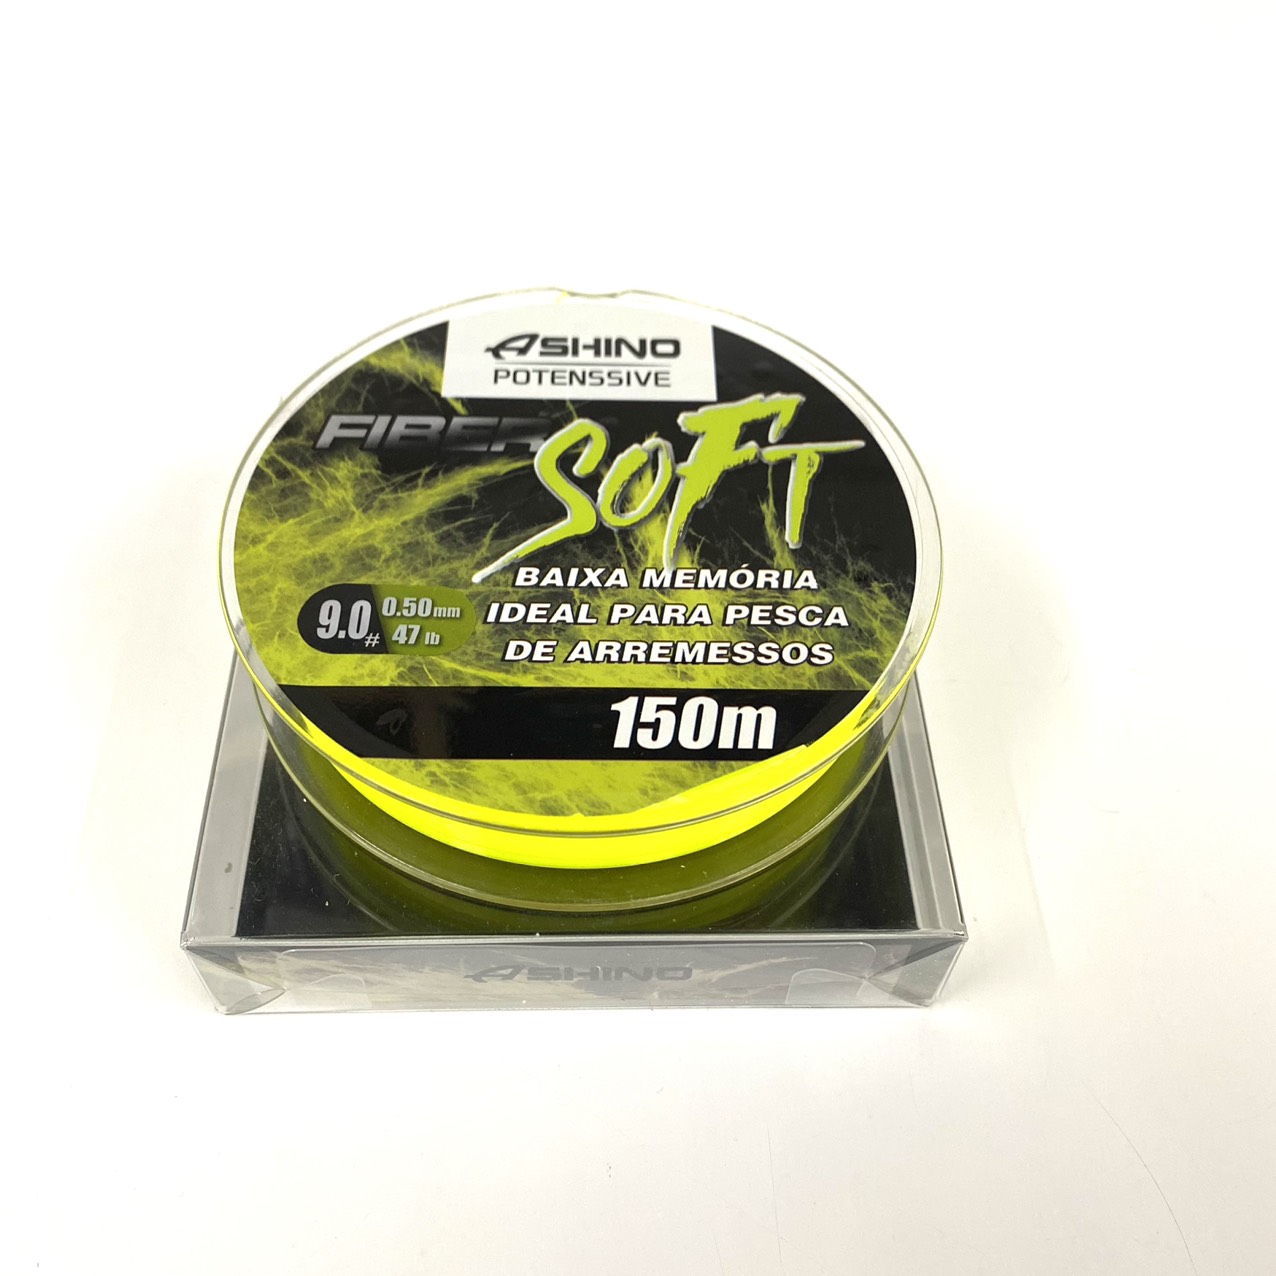 ASHINO
POTENSSIVE
FIBER SOFT
BAIXA MEMÓRIA
IDEAL PARA PESCA
DE ARREMESSOS
9.0# 0.50mm
47 lb
150m
ASHINO